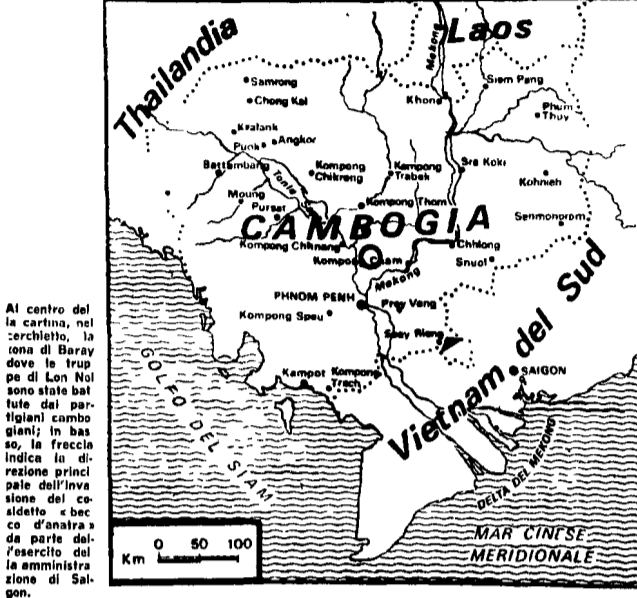 Al centro del
la cartina, nel
cerchietto, la
zona di Baray
dove le trup
pe di Lon Nol
sono state bat
tute dai par-
tigiani cambo
giani; in bas
so, la freccia
indica la di-
rezione princi
pale dell'inva
sione del co-
sidetto «bec
co d'anatra»
da parte del-
l'esercito del
la amministra
zione di Sai-
gon.
Thailandia
Laos
Mekong
Samrong
Siem Pang
Chong Kal
Khong
Phum
Thuy
Kralank
Puok
Angkor
Battambang
Kompong
Chikreng
Kompong
Trabek
Sre Koki
Kohnieh
Tonle
Moung
Pursat
Kompong Thom
Senmonorom
CAMBOGIA
Kompong Chhnang
Chhlong
Kompong Cham
Snuol
Mekong
PHNOM PENH
Prey Veng
Kompong Speu
Svay Rieng
Vietnam del Sud
Kampot
Kompong
Trach
SAIGON
GOLFO DEL SIAM
DELTA DEL MEKONG
MAR CINESE
MERIDIONALE
Km 0 50 100